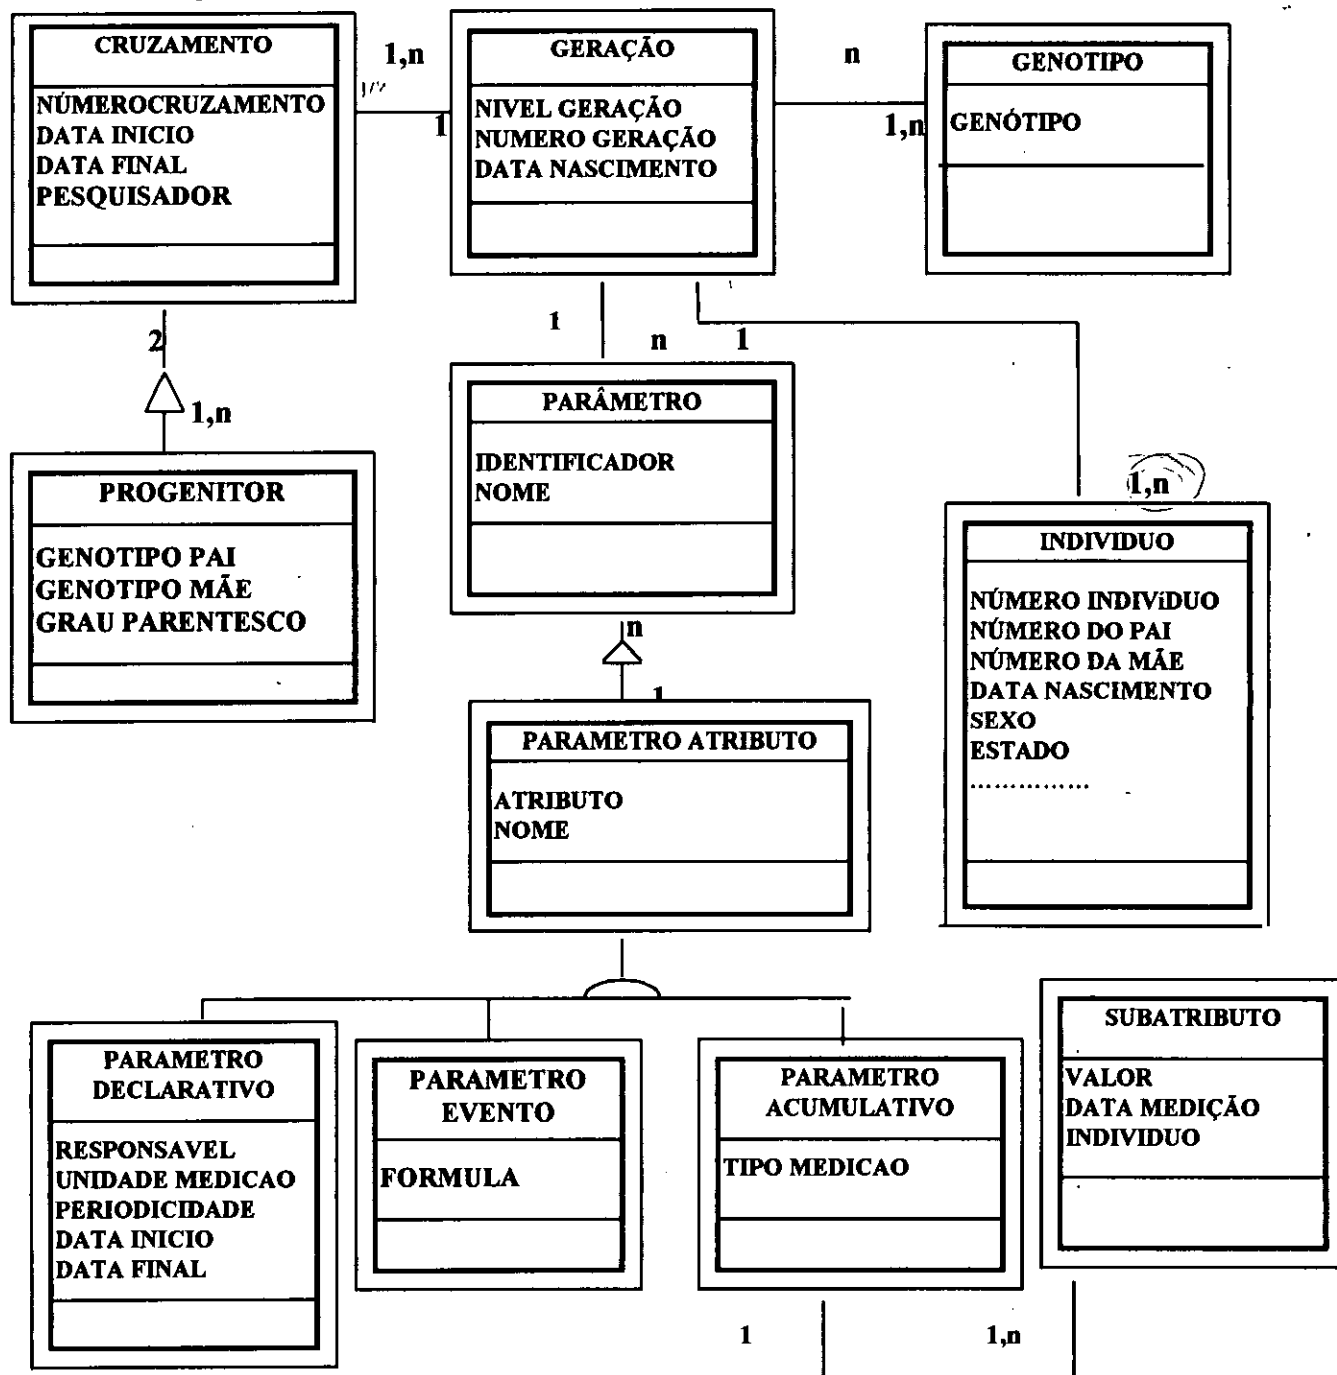 CRUZAMENTO
NÚMEROCRUZAMENTO
DATA INICIO
DATA FINAL
PESQUISADOR
1,n
1
GERAÇÃO
NIVEL GERAÇÃO
NUMERO GERAÇÃO
DATA NASCIMENTO
n
1,n
GENOTIPO
GENÓTIPO
2
1,n
1
n
1
PROGENITOR
GENOTIPO PAI
GENOTIPO MÃE
GRAU PARENTESCO
PARÂMETRO
IDENTIFICADOR
NOME
1,n
INDIVIDUO
NÚMERO INDIVíDUO
NÚMERO DO PAI
NÚMERO DA MÃE
DATA NASCIMENTO
SEXO
ESTADO
...............
n
1
PARAMETRO ATRIBUTO
ATRIBUTO
NOME
PARAMETRO
DECLARATIVO
RESPONSAVEL
UNIDADE MEDICAO
PERIODICIDADE
DATA INICIO
DATA FINAL
PARAMETRO
EVENTO
FORMULA
PARAMETRO
ACUMULATIVO
TIPO MEDICAO
SUBATRIBUTO
VALOR
DATA MEDIÇÃO
INDIVIDUO
1
1,n